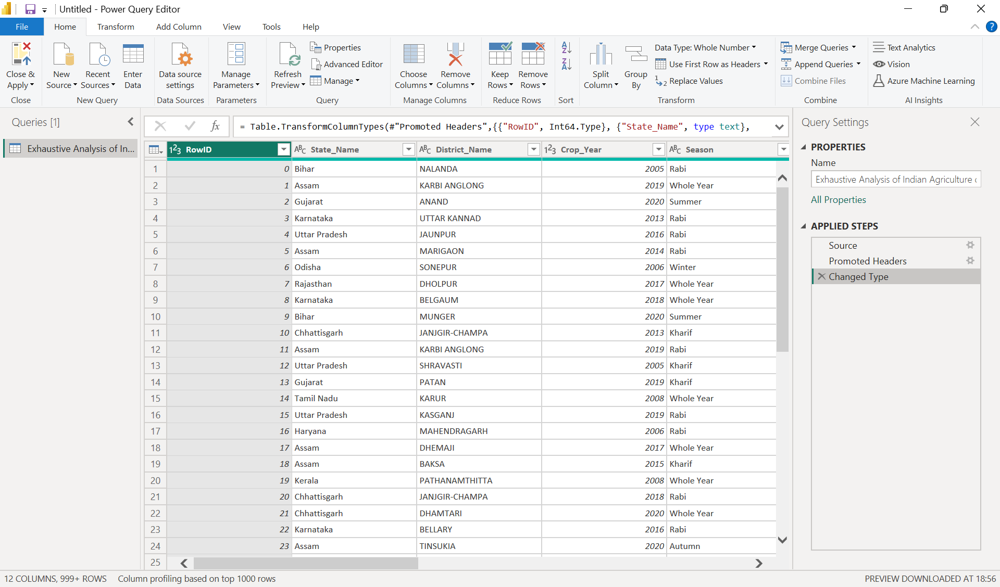 Untitled - Power Query Editor
File Home Transform Add Column View Tools Help
Close & Apply
Close
New Source
Recent Sources
Enter Data
New Query
Data source settings
Data Sources
Manage Parameters
Parameters
Refresh Preview
Properties
Advanced Editor
Manage
Query
Choose Columns
Remove Columns
Manage Columns
Keep Rows
Remove Rows
Reduce Rows
Sort
Split Column
Group By
Data Type: Whole Number
Use First Row as Headers
Replace Values
Transform
Merge Queries
Append Queries
Combine Files
Combine
Text Analytics
Vision
Azure Machine Learning
AI Insights
Queries [1]
Exhaustive Analysis of In...
fx = Table.TransformColumnTypes(#"Promoted Headers",{{"RowID", Int64.Type}, {"State_Name", type text},
123 RowID ABC State_Name ABC District_Name 123 Crop_Year ABC Season
1 0 Bihar NALANDA 2005 Rabi
2 1 Assam KARBI ANGLONG 2019 Whole Year
3 2 Gujarat ANAND 2020 Summer
4 3 Karnataka UTTAR KANNAD 2013 Rabi
5 4 Uttar Pradesh JAUNPUR 2016 Rabi
6 5 Assam MARIGAON 2014 Rabi
7 6 Odisha SONEPUR 2006 Winter
8 7 Rajasthan DHOLPUR 2017 Whole Year
9 8 Karnataka BELGAUM 2018 Whole Year
10 9 Bihar MUNGER 2020 Summer
11 10 Chhattisgarh JANJGIR-CHAMPA 2013 Kharif
12 11 Assam KARBI ANGLONG 2019 Rabi
13 12 Uttar Pradesh SHRAVASTI 2005 Kharif
14 13 Gujarat PATAN 2019 Kharif
15 14 Tamil Nadu KARUR 2008 Whole Year
16 15 Uttar Pradesh KASGANJ 2019 Rabi
17 16 Haryana MAHENDRAGARH 2006 Rabi
18 17 Assam DHEMAJI 2017 Whole Year
19 18 Assam BAKSA 2015 Kharif
20 19 Kerala PATHANAMTHITTA 2008 Whole Year
21 20 Chhattisgarh JANJGIR-CHAMPA 2018 Rabi
22 21 Chhattisgarh DHAMTARI 2020 Whole Year
23 22 Karnataka BELLARY 2016 Rabi
24 23 Assam TINSUKIA 2020 Autumn
25
Query Settings
PROPERTIES
Name
Exhaustive Analysis of Indian Agriculture
All Properties
APPLIED STEPS
Source
Promoted Headers
Changed Type
12 COLUMNS, 999+ ROWS Column profiling based on top 1000 rows
PREVIEW DOWNLOADED AT 18:56